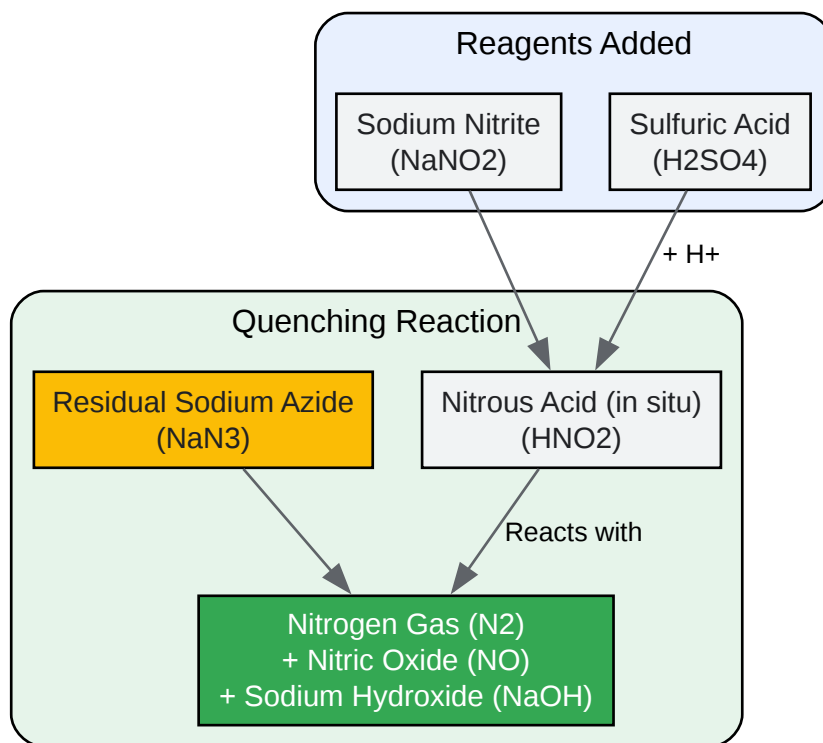 Reagents Added
Sodium Nitrite
(NaNO2)
Sulfuric Acid
(H2SO4)
+ H+
Quenching Reaction
Residual Sodium Azide
(NaN3)
Nitrous Acid (in situ)
(HNO2)
Reacts with
Nitrogen Gas (N2)
+ Nitric Oxide (NO)
+ Sodium Hydroxide (NaOH)